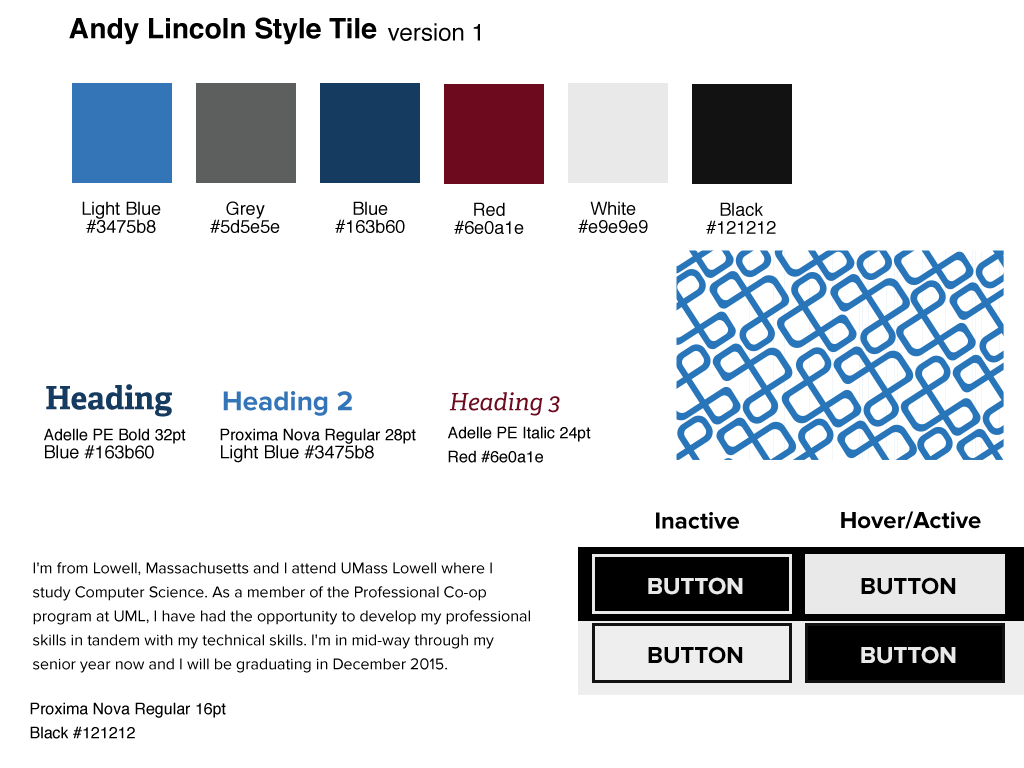 Andy Lincoln Style Tile version 1
Light Blue
#3475b8
Grey
#5d5e5e
Blue
#163b60
Red
#6e0a1e
White
#e9e9e9
Black
#121212
Heading
Adelle PE Bold 32pt
Blue #163b60
Heading 2
Proxima Nova Regular 28pt
Light Blue #3475b8
Heading 3
Adelle PE Italic 24pt
Red #6e0a1e
Inactive
Hover/Active
BUTTON
BUTTON
BUTTON
BUTTON
I'm from Lowell, Massachusetts and I attend UMass Lowell where I
study Computer Science. As a member of the Professional Co-op
program at UML, I have had the opportunity to develop my professional
skills in tandem with my technical skills. I'm in mid-way through my
senior year now and I will be graduating in December 2015.
Proxima Nova Regular 16pt
Black #121212